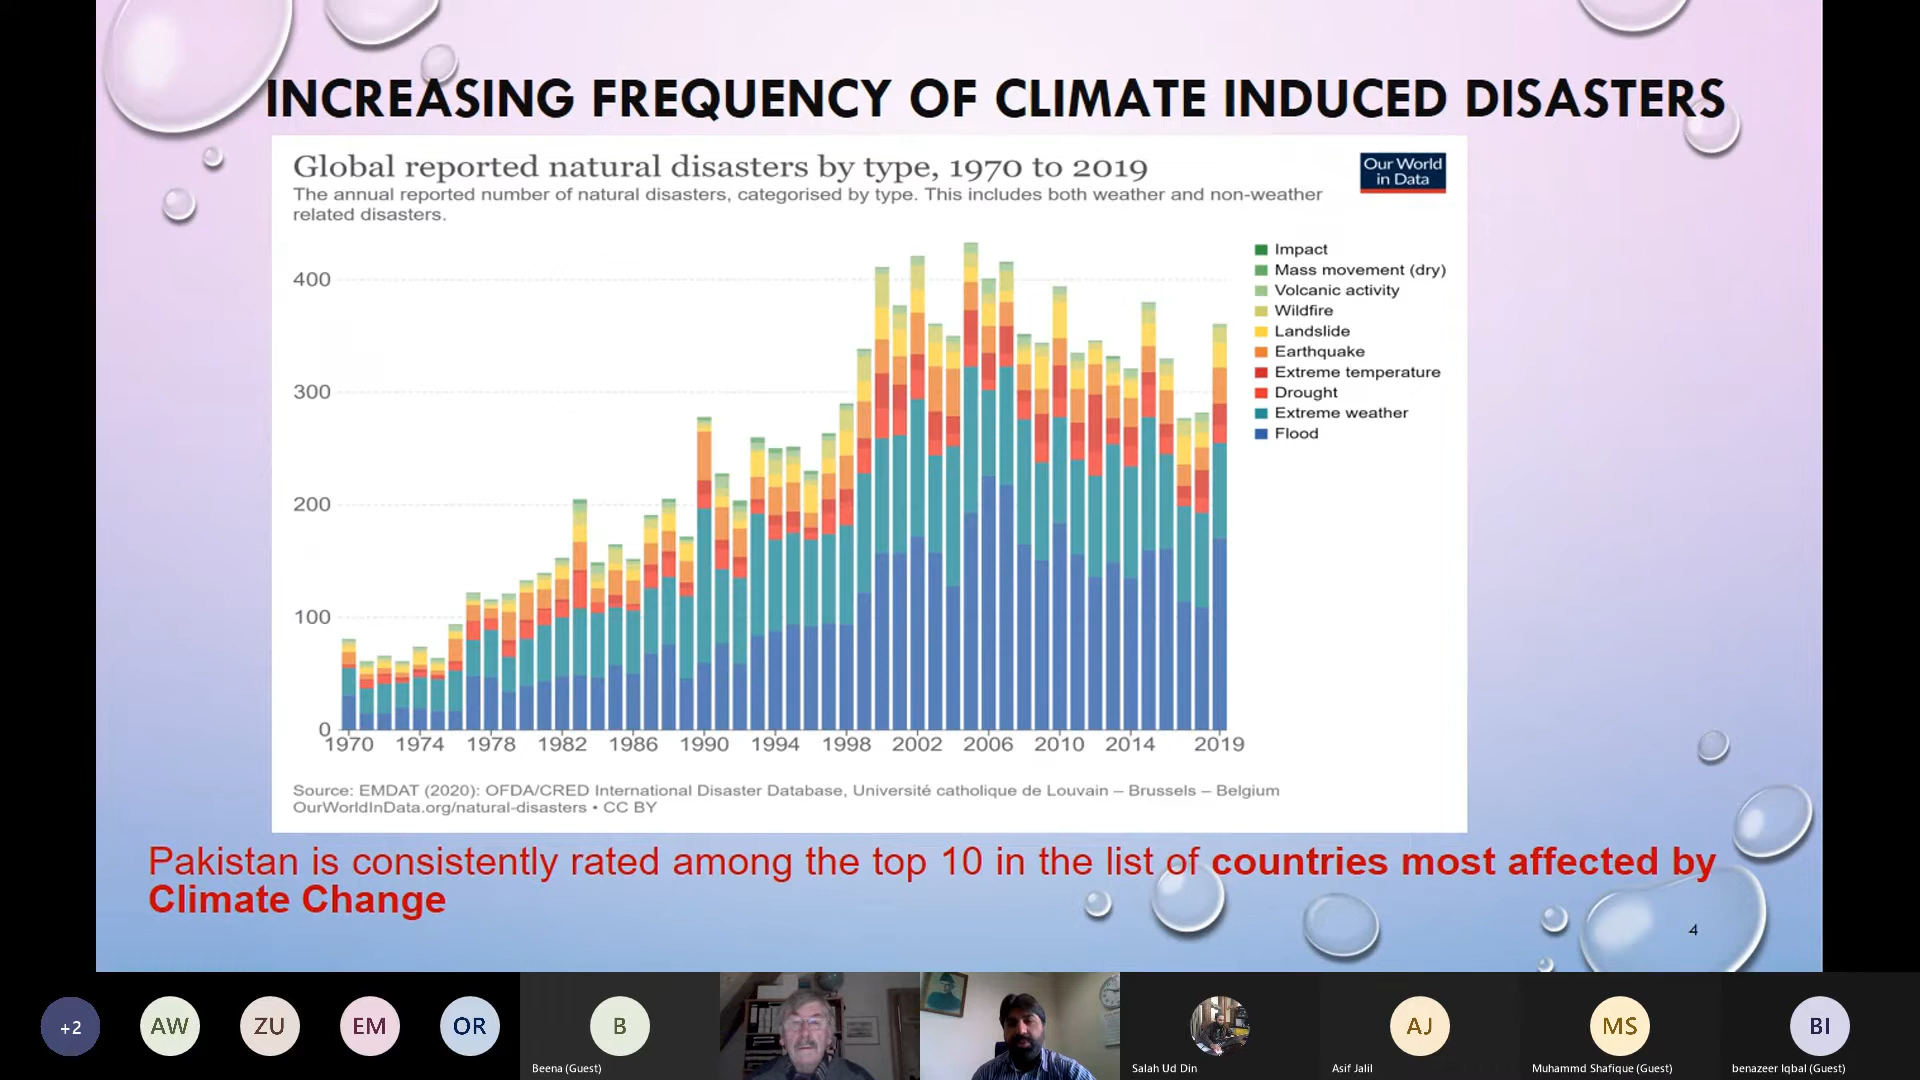 INCREASING FREQUENCY OF CLIMATE INDUCED DISASTERS
Global reported natural disasters by type, 1970 to 2019
The annual reported number of natural disasters, categorised by type. This includes both weather and non-weather
related disasters.
Our World
in Data
400
300
200
100
0
Impact
Mass movement (dry)
Volcanic activity
Wildfire
Landslide
Earthquake
Extreme temperature
Drought
Extreme weather
Flood
1970 1974 1978 1982 1986 1990 1994 1998 2002 2006 2010 2014 2019
Source: EMDAT (2020): OFDA/CRED International Disaster Database, Université catholique de Louvain – Brussels – Belgium
OurWorldInData.org/natural-disasters • CC BY
Pakistan is consistently rated among the top 10 in the list of countries most affected by
Climate Change
4
+2 AW ZU EM OR B AJ MS BI
Beena (Guest) Salah Ud Din Asif Jalil Muhammd Shafique (Guest) benazeer Iqbal (Guest)